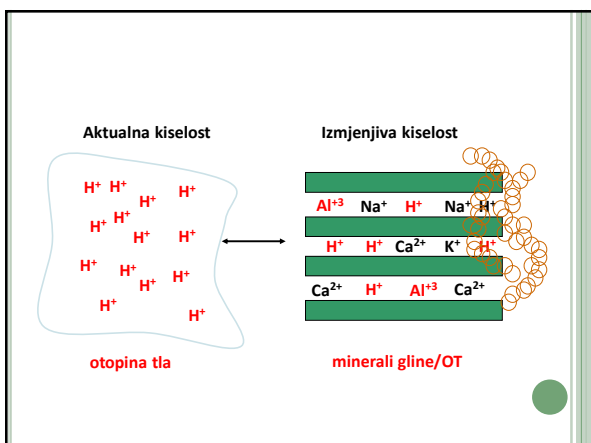 Aktualna kiselost
H⁺ H⁺ H⁺ H⁺
H⁺ H⁺ H⁺ H⁺
H⁺ H⁺ H⁺ H⁺
H⁺ H⁺
otopina tla
Izmjenjiva kiselost
Al⁺³ Na⁺ H⁺ Na⁺ H⁺
H⁺ H⁺ Ca²⁺ K⁺ H⁺
Ca²⁺ H⁺ Al⁺³ Ca²⁺
minerali gline/OT